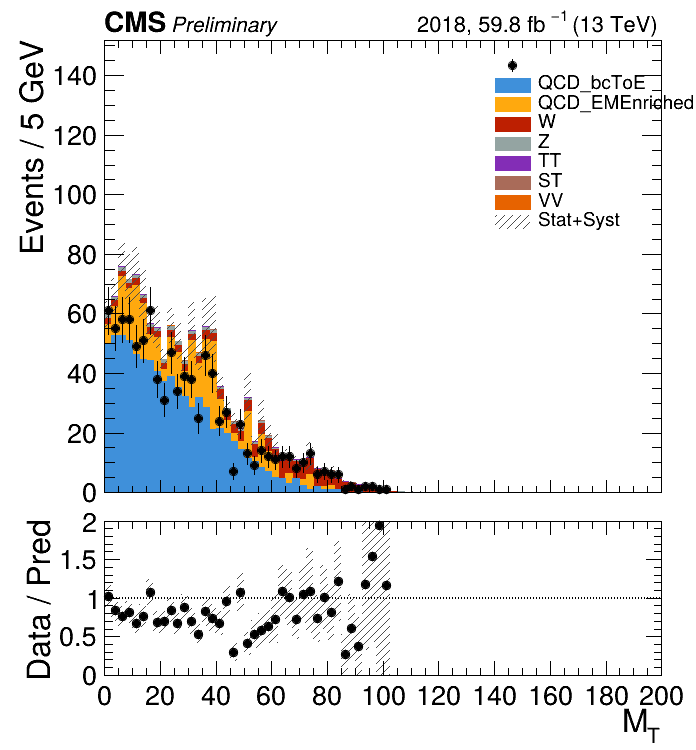 CMS Preliminary 2018, 59.8 fb⁻¹ (13 TeV)
Events / 5 GeV
140
120
100
80
60
40
20
0
QCD_bcToE
QCD_EMEnriched
W
Z
TT
ST
VV
Stat+Syst
Data / Pred
2
1.5
1
0.5
0
0 20 40 60 80 100 120 140 160 180 200
M_T